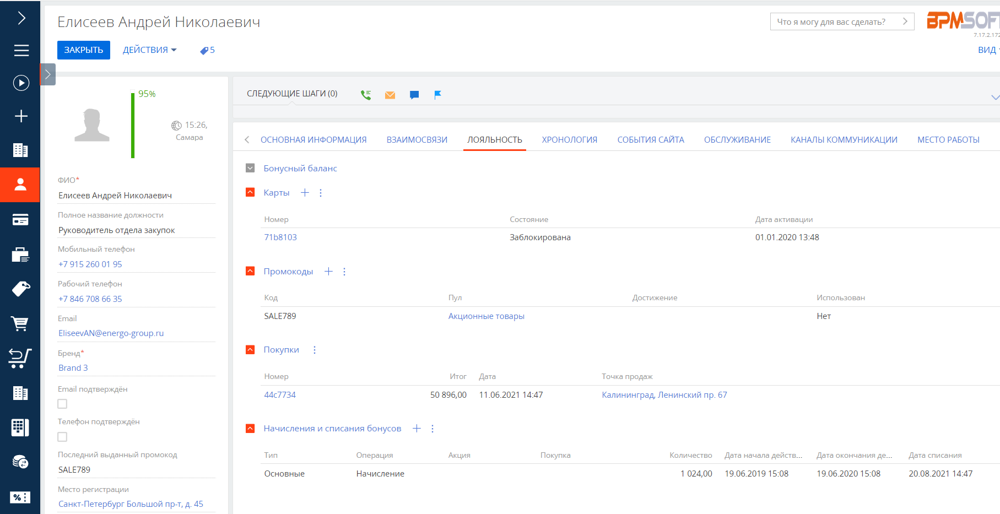 Елисеев Андрей Николаевич
Что я могу для вас сделать?
BPMSOFT
7.17.2.172
ЗАКРЫТЬ ДЕЙСТВИЯ 5 ВИД
95%
15:26,
Самара
ФИО*
Елисеев Андрей Николаевич
Полное название должности
Руководитель отдела закупок
Мобильный телефон
+7 915 260 01 95
Рабочий телефон
+7 846 708 66 35
Email
EliseevAN@energo-group.ru
Бренд*
Brand 3
Email подтверждён
Телефон подтверждён
Последний выданный промокод
SALE789
Место регистрации
Санкт-Петербург Большой пр-т, д. 45
СЛЕДУЮЩИЕ ШАГИ (0)
ОСНОВНАЯ ИНФОРМАЦИЯ ВЗАИМОСВЯЗИ ЛОЯЛЬНОСТЬ ХРОНОЛОГИЯ СОБЫТИЯ САЙТА ОБСЛУЖИВАНИЕ КАНАЛЫ КОММУНИКАЦИИ МЕСТО РАБОТЫ
Бонусный баланс
Карты
Номер Состояние Дата активации
71b8103 Заблокирована 01.01.2020 13:48
Промокоды
Код Пул Достижение Использован
SALE789 Акционные товары Нет
Покупки
Номер Итог Дата Точка продаж
44c7734 50 896,00 11.06.2021 14:47 Калининград, Ленинский пр. 67
Начисления и списания бонусов
Тип Операция Акция Покупка Количество Дата начала действ... Дата окончания де... Дата списания
Основные Начисление 1 024,00 19.06.2019 15:08 19.06.2020 15:08 20.08.2021 14:47